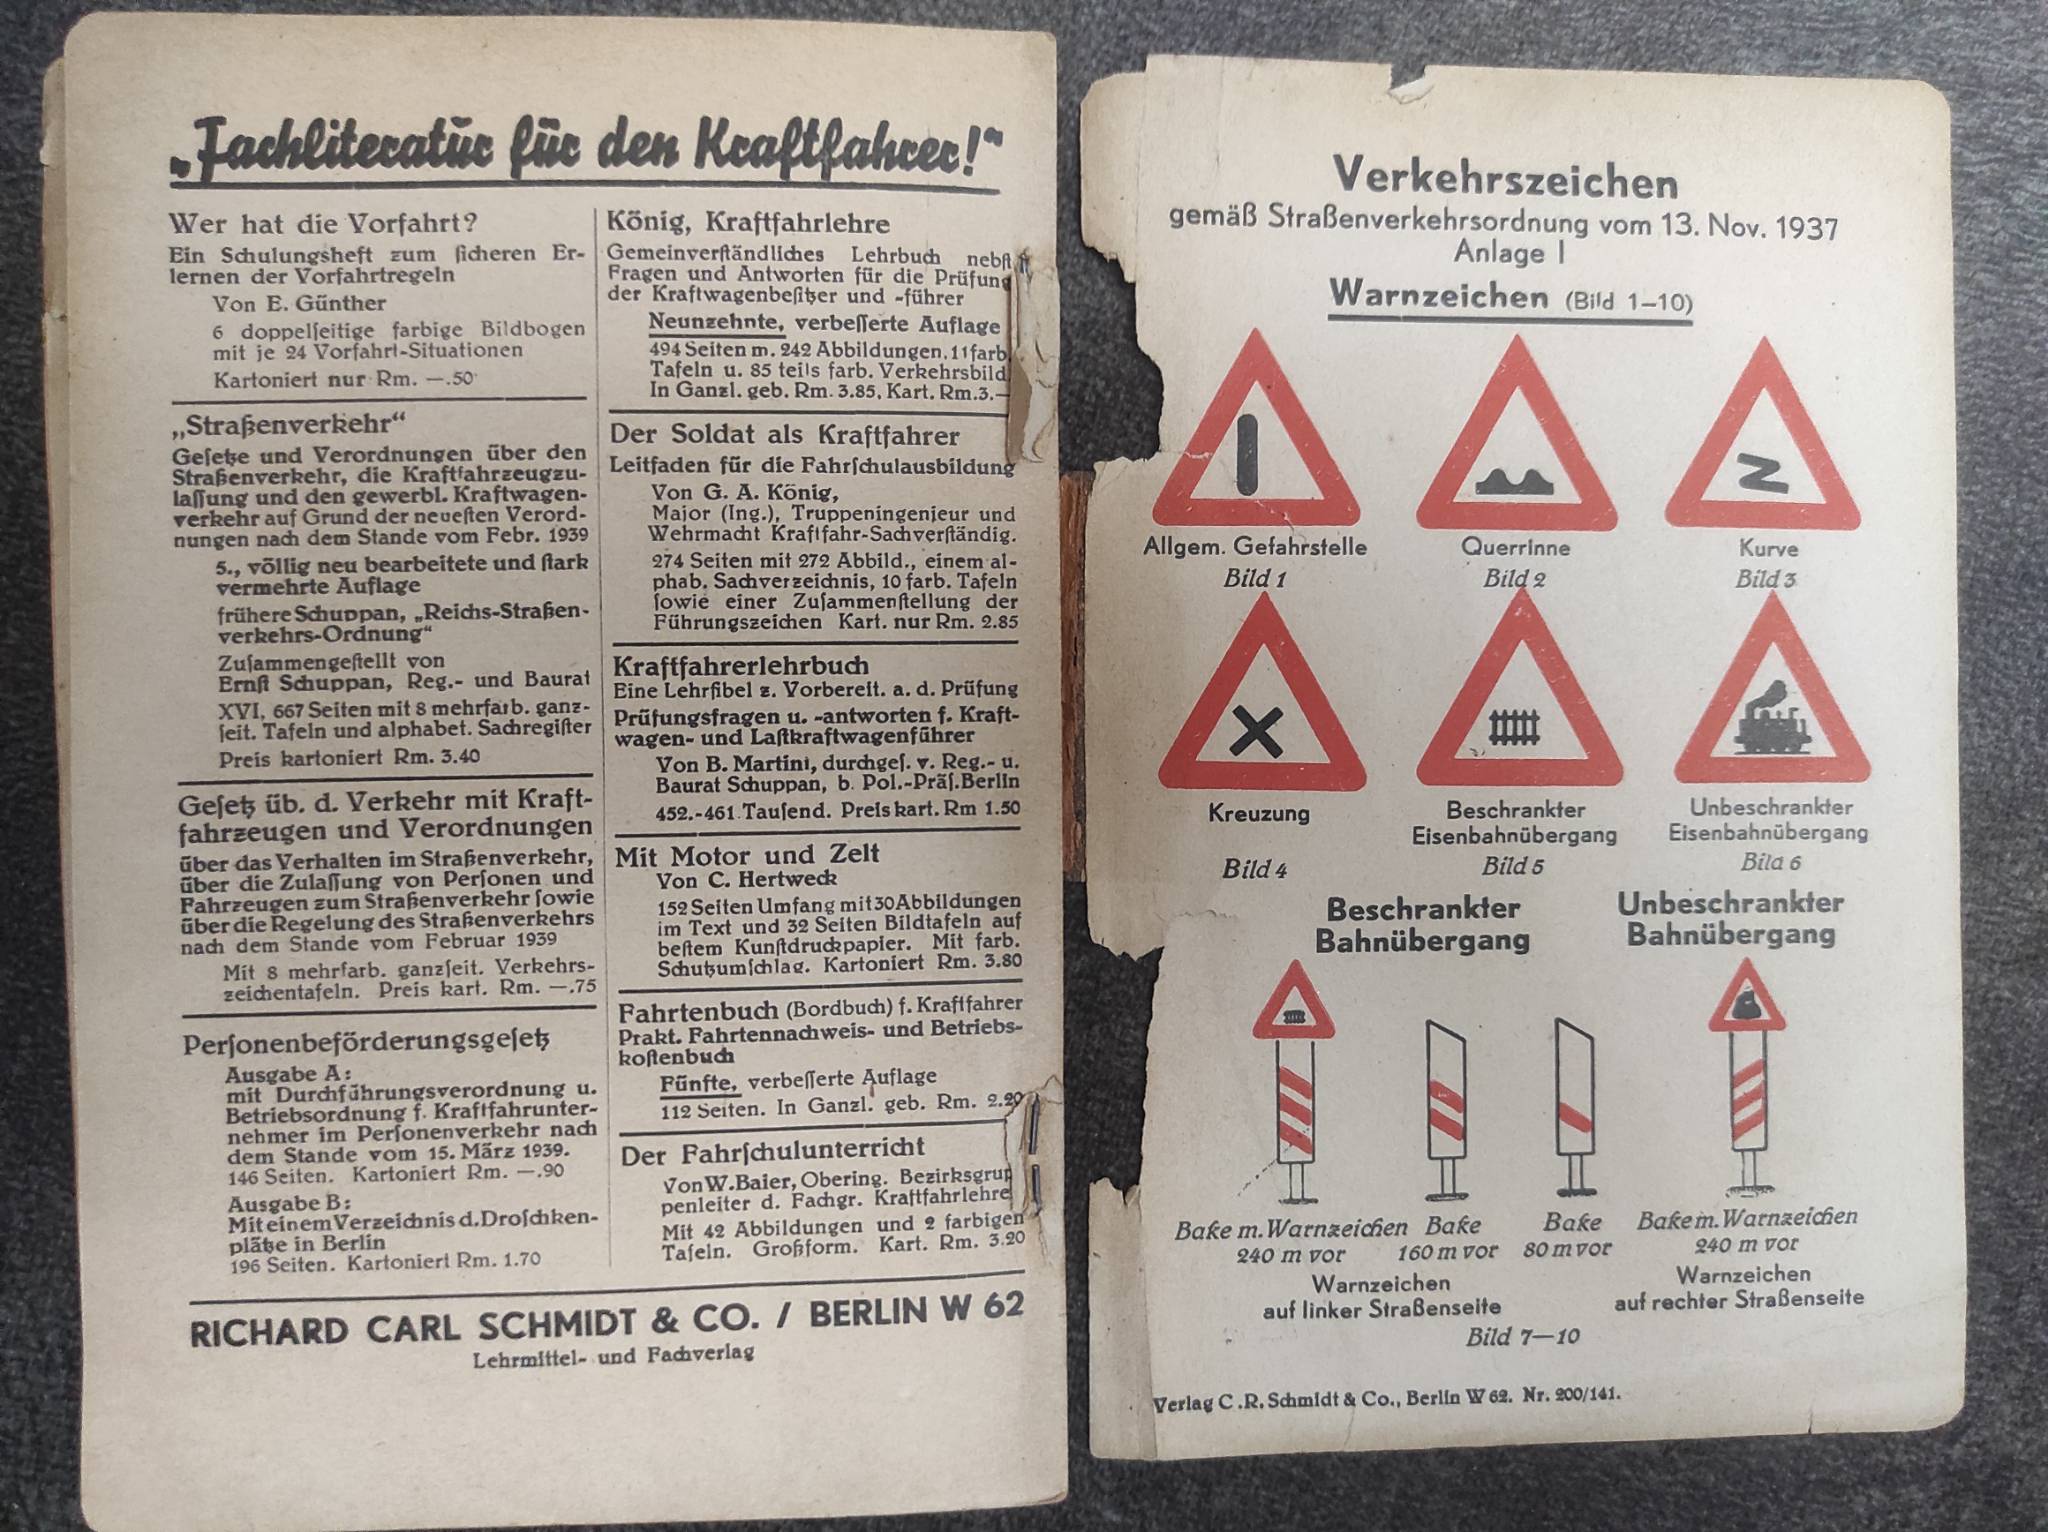 „Fachliteratur für den Kraftfahrer!“
Wer hat die Vorfahrt?
Ein Schulungsheft zum ſicheren Er-
lernen der Vorfahrtregeln
Von E. Günther
6 doppelſeitige farbige Bildbogen
mit je 24 Vorfahrt-Situationen
Kartoniert nur Rm. —.50
„Straßenverkehr“
Geſetze und Verordnungen über den
Straßenverkehr, die Kraftfahrzeugzu-
laſſung und den gewerbl. Kraftwagen-
verkehr auf Grund der neueſten Verord-
nungen nach dem Stande vom Febr. 1939
5., völlig neu bearbeitete und ſtark
vermehrte Auflage
frühere Schuppan, „Reichs-Straßen-
verkehrs-Ordnung“
Zuſammengeſtellt von
Ernſt Schuppan, Reg.- und Baurat
XVI, 667 Seiten mit 8 mehrfarb. ganz-
ſeit. Tafeln und alphabet. Sachregiſter
Preis kartoniert Rm. 3.40
Geſetz üb. d. Verkehr mit Kraft-
fahrzeugen und Verordnungen
über das Verhalten im Straßenverkehr,
über die Zulaſſung von Perſonen und
Fahrzeugen zum Straßenverkehr ſowie
über die Regelung des Straßenverkehrs
nach dem Stande vom Februar 1939
Mit 8 mehrfarb. ganzſeit. Verkehrs-
zeichentafeln. Preis kart. Rm. —.75
Perſonenbeförderungsgeſetz
Ausgabe A:
mit Durchführungsverordnung u.
Betriebsordnung f. Kraftfahrunter-
nehmer im Perſonenverkehr nach
dem Stande vom 15. März 1939.
146 Seiten. Kartoniert Rm. —.90
Ausgabe B:
Mit einem Verzeichnis d. Droſchken-
plätze in Berlin
196 Seiten. Kartoniert Rm. 1.70
König, Kraftfahrlehre
Gemeinverſtändliches Lehrbuch nebſt
Fragen und Antworten für die Prüfung
der Kraftwagenbeſitzer und -führer
Neunzehnte, verbeſſerte Auflage
494 Seiten m. 242 Abbildungen, 11 farb.
Tafeln u. 85 teils farb. Verkehrsbild.
In Ganzl. geb. Rm. 3.85, Kart. Rm. 3.—
Der Soldat als Kraftfahrer
Leitfaden für die Fahrſchulausbildung
Von G. A. König,
Major (Ing.), Truppeningenieur und
Wehrmacht Kraftfahr-Sachverſtändig.
274 Seiten mit 272 Abbild., einem al-
phab. Sachverzeichnis, 10 farb. Tafeln
ſowie einer Zuſammenſtellung der
Führungszeichen Kart. nur Rm. 2.85
Kraftfahrerlehrbuch
Eine Lehrfibel z. Vorbereit. a. d. Prüfung
Prüfungsfragen u. -antworten f. Kraft-
wagen- und Laſtkraftwagenführer
Von B. Martini, durchgeſ. v. Reg.- u.
Baurat Schuppan, b. Pol.-Präſ. Berlin
452.-461. Tauſend. Preis kart. Rm 1.50
Mit Motor und Zelt
Von C. Hertweck
152 Seiten Umfang mit 30 Abbildungen
im Text und 32 Seiten Bildtafeln auf
beſtem Kunſtdruckpapier. Mit farb.
Schutzumſchlag. Kartoniert Rm. 3.80
Fahrtenbuch (Bordbuch) f. Kraftfahrer
Prakt. Fahrtennachweis- und Betriebs-
koſtenbuch
Fünfte, verbeſſerte Auflage
112 Seiten. In Ganzl. geb. Rm. 2.20
Der Fahrſchulunterricht
Von W. Baier, Obering. Bezirksgrup
penleiter d. Fachgr. Kraftfahrlehre
Mit 42 Abbildungen und 2 farbigen
Tafeln. Großform. Kart. Rm. 3.20
RICHARD CARL SCHMIDT & CO. / BERLIN W 62
Lehrmittel- und Fachverlag
Verkehrszeichen
gemäß Straßenverkehrsordnung vom 13. Nov. 1937
Anlage I
Warnzeichen (Bild 1–10)
Allgem. Gefahrstelle Querrinne Kurve
Bild 1 Bild 2 Bild 3
Kreuzung Beschrankter Unbeschrankter
Eisenbahnübergang Eisenbahnübergang
Bild 4 Bild 5 Bild 6
Beschrankter Unbeschrankter
Bahnübergang Bahnübergang
Bake m. Warnzeichen Bake Bake Bake m. Warnzeichen
240 m vor 160 m vor 80 m vor 240 m vor
Warnzeichen Warnzeichen
auf linker Straßenseite auf rechter Straßenseite
Bild 7—10
Verlag C.R. Schmidt & Co., Berlin W 62. Nr. 200/141.